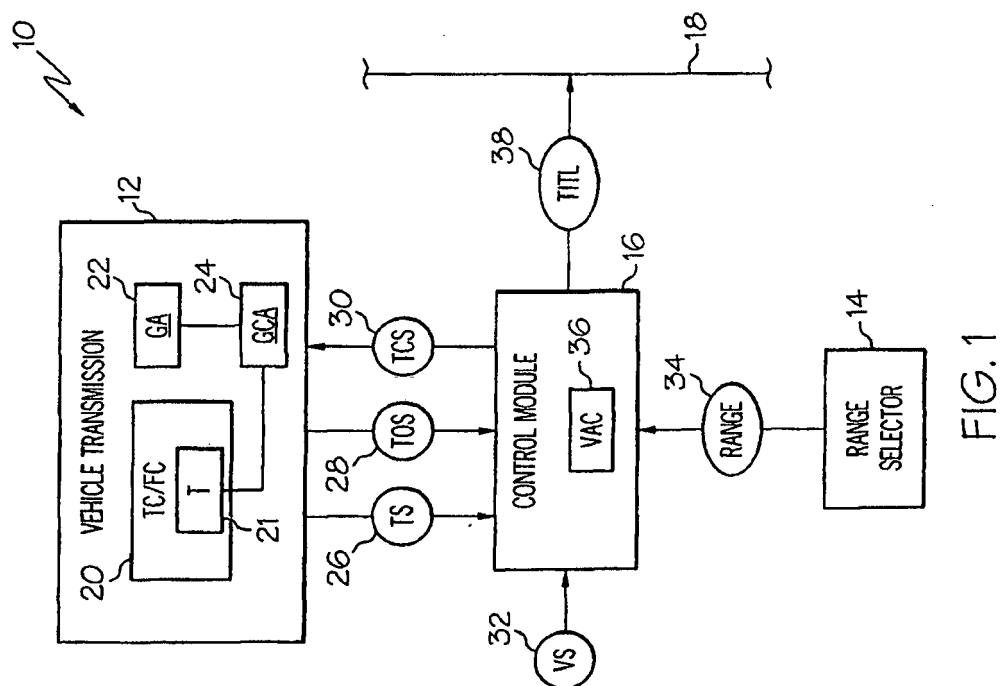 10
12
VEHICLE TRANSMISSION
20
TC/FC
T
21
22
GA
24
GCA
26
TS
28
TOS
30
TCS
32
VS
CONTROL MODULE
16
VAC
36
38
TITL
18
34
RANGE
14
RANGE
SELECTOR
FIG. 1